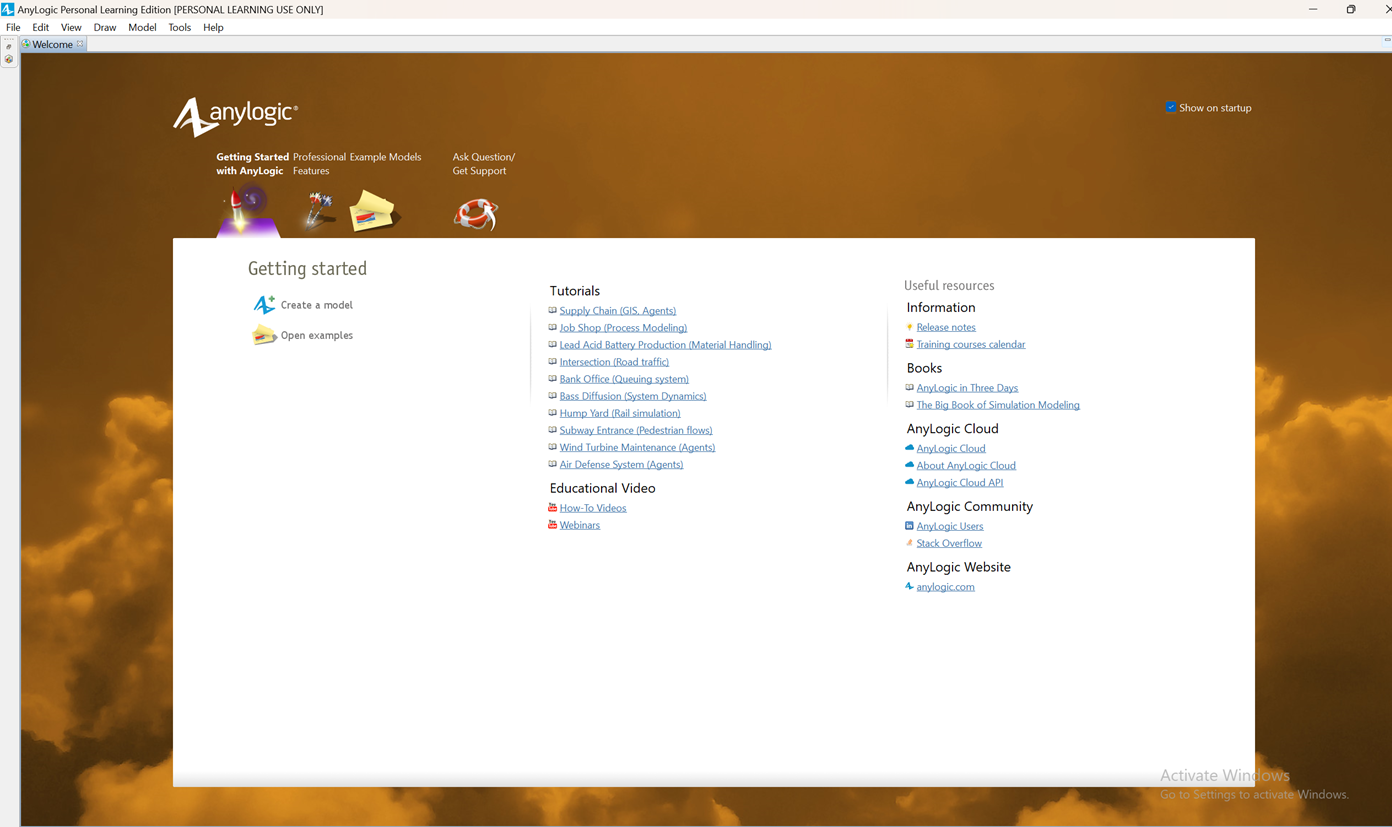 AnyLogic Personal Learning Edition [PERSONAL LEARNING USE ONLY]
File Edit View Draw Model Tools Help
Welcome
anylogic®
Show on startup
Getting Started
with AnyLogic
Professional
Features
Example Models
Ask Question/
Get Support
Getting started
Create a model
Open examples
Tutorials
Supply Chain (GIS, Agents)
Job Shop (Process Modeling)
Lead Acid Battery Production (Material Handling)
Intersection (Road traffic)
Bank Office (Queuing system)
Bass Diffusion (System Dynamics)
Hump Yard (Rail simulation)
Subway Entrance (Pedestrian flows)
Wind Turbine Maintenance (Agents)
Air Defense System (Agents)
Educational Video
How-To Videos
Webinars
Useful resources
Information
Release notes
Training courses calendar
Books
AnyLogic in Three Days
The Big Book of Simulation Modeling
AnyLogic Cloud
AnyLogic Cloud
About AnyLogic Cloud
AnyLogic Cloud API
AnyLogic Community
AnyLogic Users
Stack Overflow
AnyLogic Website
anylogic.com
Activate Windows
Go to Settings to activate Windows.